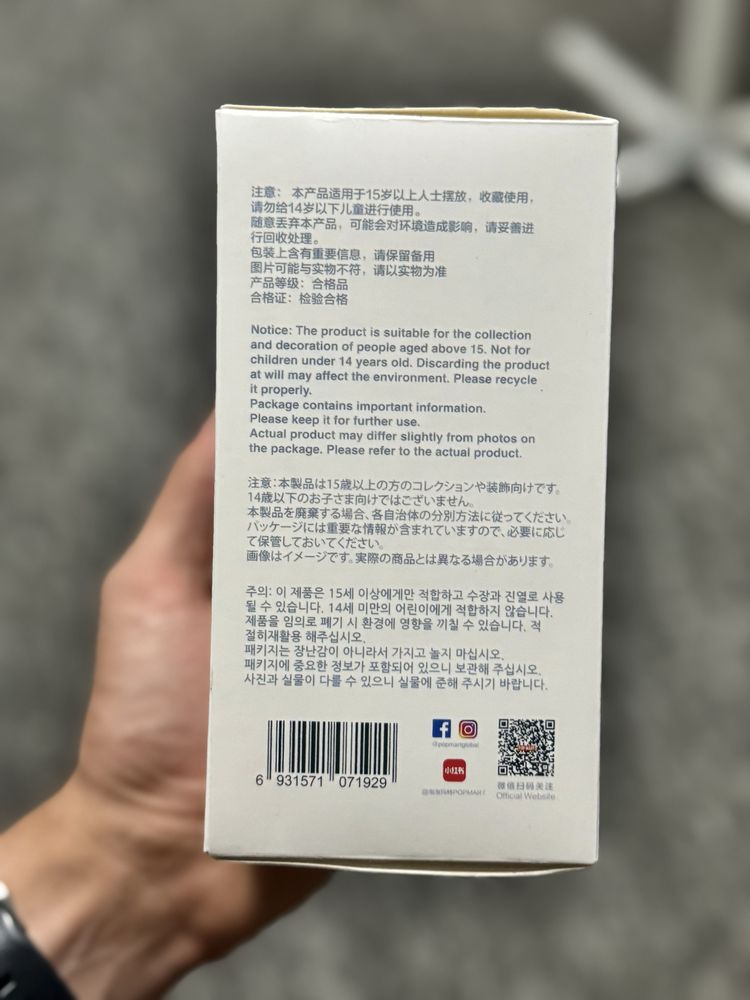 注意： 本产品适用于15岁以上人士摆放，收藏使用，
请勿给14岁以下儿童进行使用。
随意丢弃本产品，可能会对环境造成影响，请妥善进
行回收处理。
包装上含有重要信息，请保留备用
图片可能与实物不符，请以实物为准
产品等级：合格品
合格证：检验合格
Notice: The product is suitable for the collection
and decoration of people aged above 15. Not for
children under 14 years old. Discarding the product
at will may affect the environment. Please recycle
it properly.
Package contains important information.
Please keep it for further use.
Actual product may differ slightly from photos on
the package. Please refer to the actual product.
注意：本製品は15歳以上の方のコレクションや装飾向けです。
14歳以下のお子さま向けではございません。
本製品を廃棄する場合、各自治体の分別方法に従ってください。
パッケージには重要な情報が含まれていますので、必要に応じ
て保管しておいてください。
画像はイメージです。実際の商品とは異なる場合があります。
주의: 이 제품은 15세 이상에게만 적합하고 수장과 진열로 사용
될 수 있습니다. 14세 미만의 어린이에게 적합하지 않습니다.
제품을 임의로 폐기 시 환경에 영향을 끼칠 수 있습니다. 적
절히재활용 해주십시오.
패키지는 장난감이 아니라서 가지고 놀지 마십시오.
패키지에 중요한 정보가 포함되어 있으니 보관해 주십시오.
사진과 실물이 다를 수 있으니 실물에 준해 주시기 바랍니다.
6 931571 071929
@popmartglobal
小红书
@泡泡玛特POPMART
微信扫码关注
Official Website